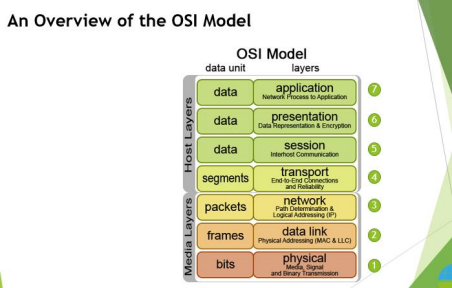 An Overview of the OSI Model
OSI Model
data unit layers
Host Layers
data application 7
Network Process to Application
data presentation 6
Data Representation & Encryption
data session 5
Interhost Communication
segments transport 4
End-to-End Connections
and Reliability
Media Layers
packets network 3
Path Determination &
Logical Addressing (IP)
frames data link 2
Physical Addressing (MAC & LLC)
bits physical 1
Media, Signal
and Binary Transmission